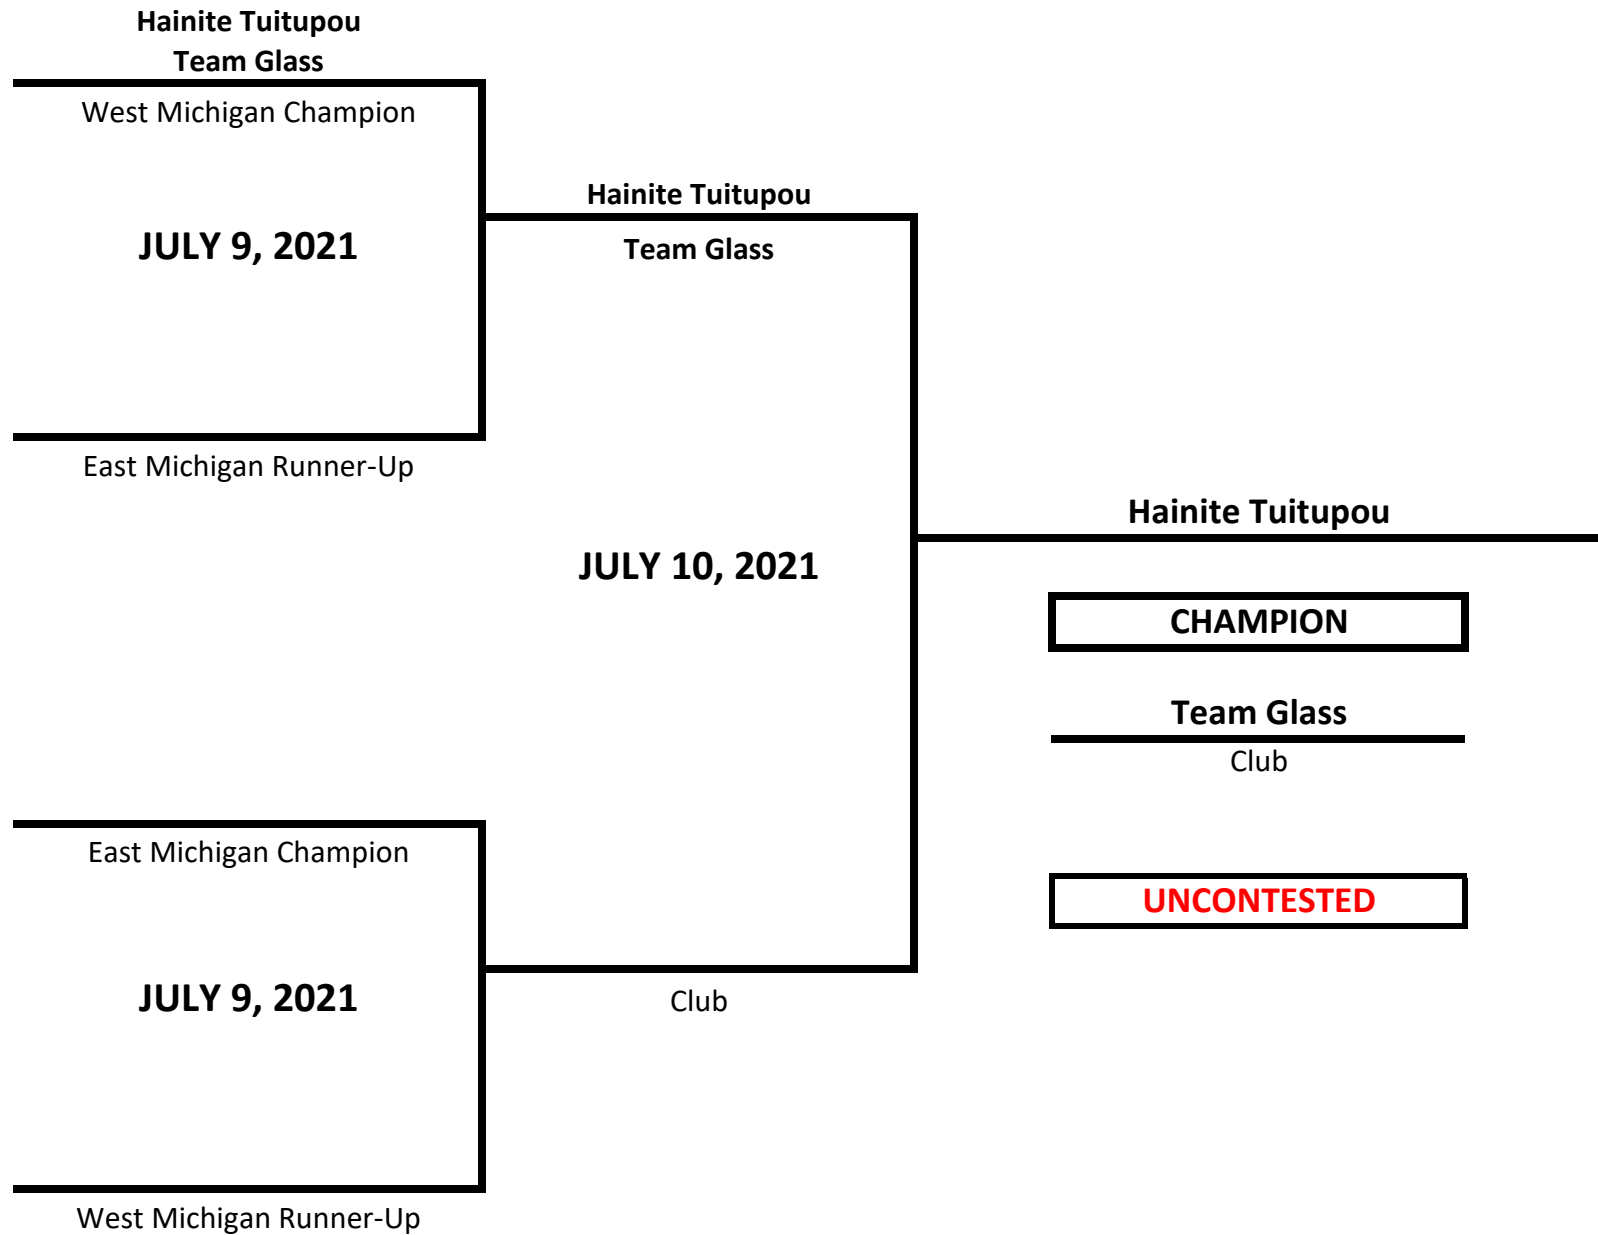 Hainite Tuitupou
Team Glass
West Michigan Champion
Hainite Tuitupou
JULY 9, 2021
Team Glass
East Michigan Runner-Up
Hainite Tuitupou
JULY 10, 2021
CHAMPION
Team Glass
Club
East Michigan Champion
UNCONTESTED
JULY 9, 2021
Club
West Michigan Runner-Up